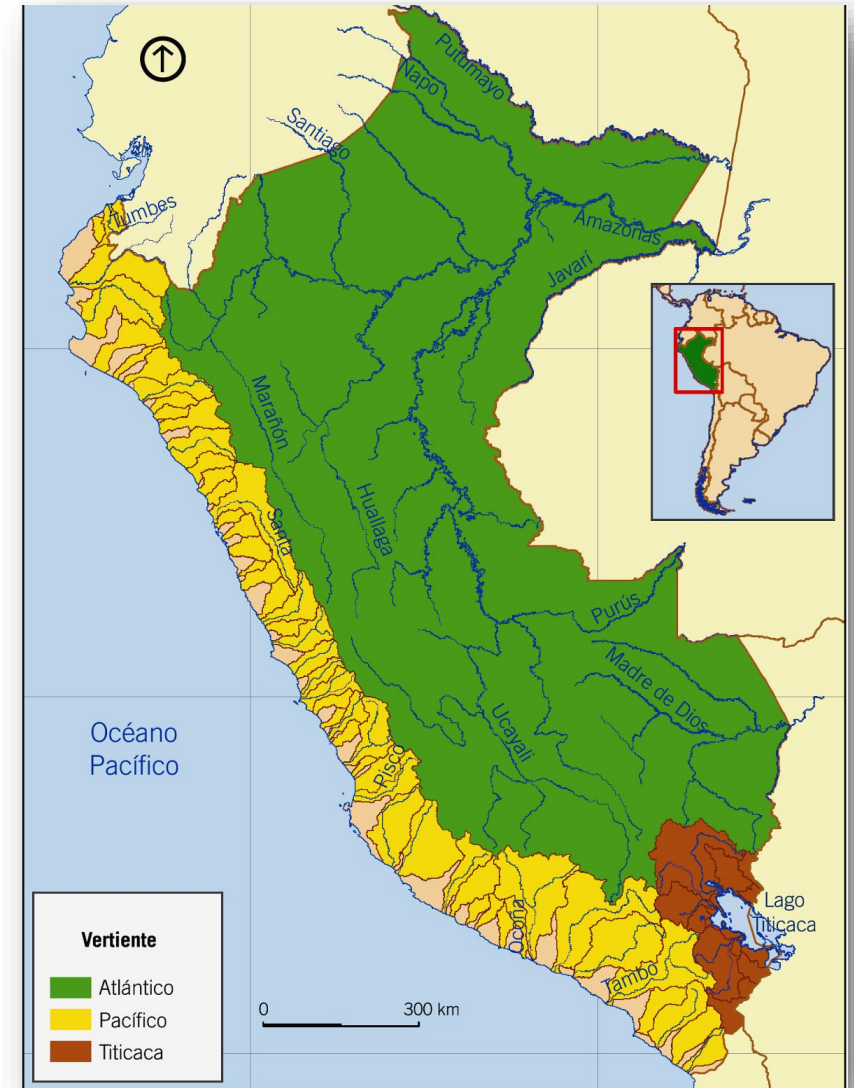 Putumayo
Napo
Santiago
Tumbes
Amazonas
Javarí
Marañón
Huallaga
Santa
Purús
Madre de Dios
Ucayali
Océano
Pacífico
Pisco
Lago
Titicaca
Ocoña
Tambo
Vertiente
Atlántico
Pacífico
Titicaca
0 300 km